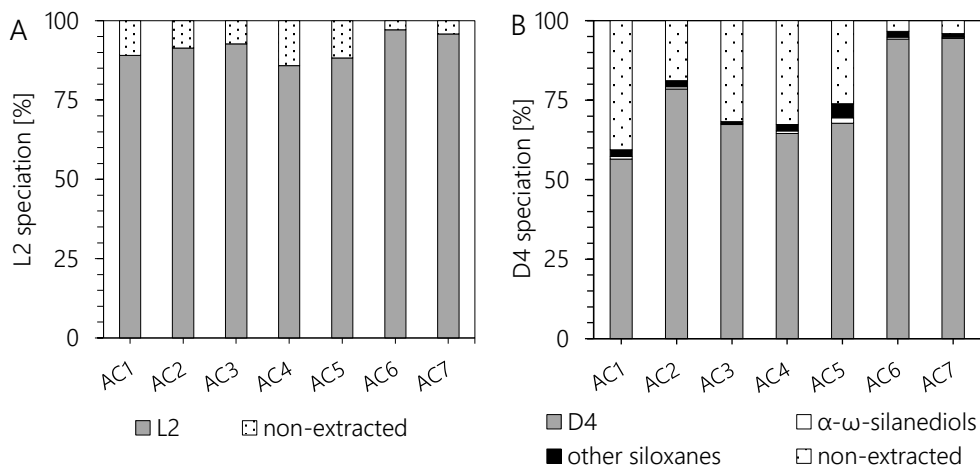 A
L2 speciation [%]
100
75
50
25
0
AC1 AC2 AC3 AC4 AC5 AC6 AC7
L2 non-extracted
B
D4 speciation [%]
100
75
50
25
0
AC1 AC2 AC3 AC4 AC5 AC6 AC7
D4 α-ω-silanediols
other siloxanes non-extracted